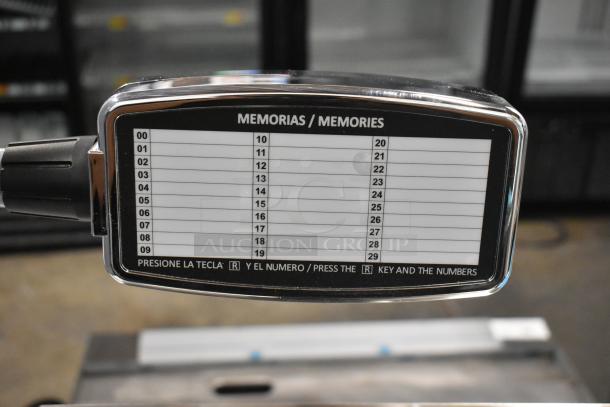 MEMORIAS / MEMORIES
00 10 20
01 11 21
02 12 22
03 13 23
04 14 24
05 15 25
06 16 26
07 17 27
08 18 28
09 19 29
PRESIONE LA TECLA R Y EL NUMERO / PRESS THE R KEY AND THE NUMBERS
AUCTION GROUP